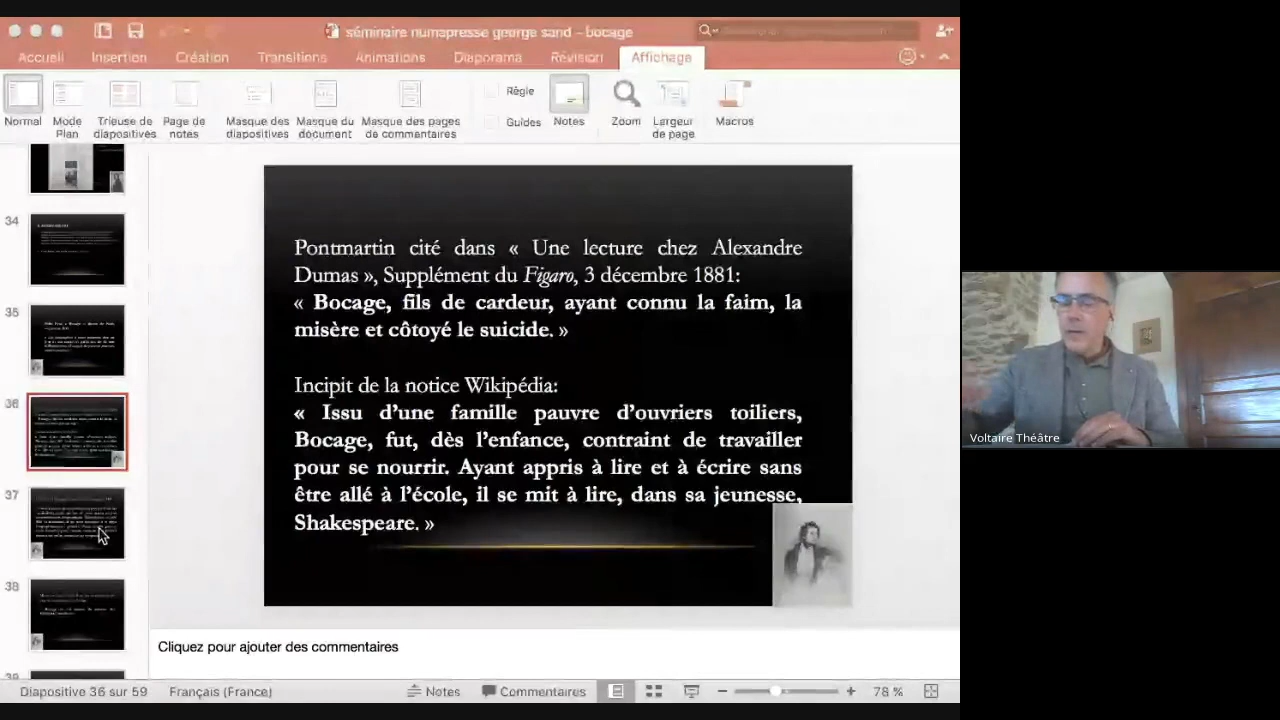 séminaire numapresse george sand – bocage
Accueil Insertion Création Transitions Animations Diaporama Révision Affichage
Normal
Mode Plan
Trieuse de diapositives
Page de notes
Masque des diapositives
Masque du document
Masque des pages de commentaires
Règle
Guides
Notes
Zoom
Largeur de page
Macros
34
35
36
37
38
Pontmartin cité dans « Une lecture chez Alexandre
Dumas », Supplément du Figaro, 3 décembre 1881:
« Bocage, fils de cardeur, ayant connu la faim, la
misère et côtoyé le suicide. »
Incipit de la notice Wikipédia:
« Issu d’une famille pauvre d’ouvriers toiliers,
Bocage, fut, dès l’enfance, contraint de travailler
pour se nourrir. Ayant appris à lire et à écrire sans
être allé à l’école, il se mit à lire, dans sa jeunesse,
Shakespeare. »
Cliquez pour ajouter des commentaires
Diapositive 36 sur 59 Français (France) Notes Commentaires 78 %
Voltaire Théâtre